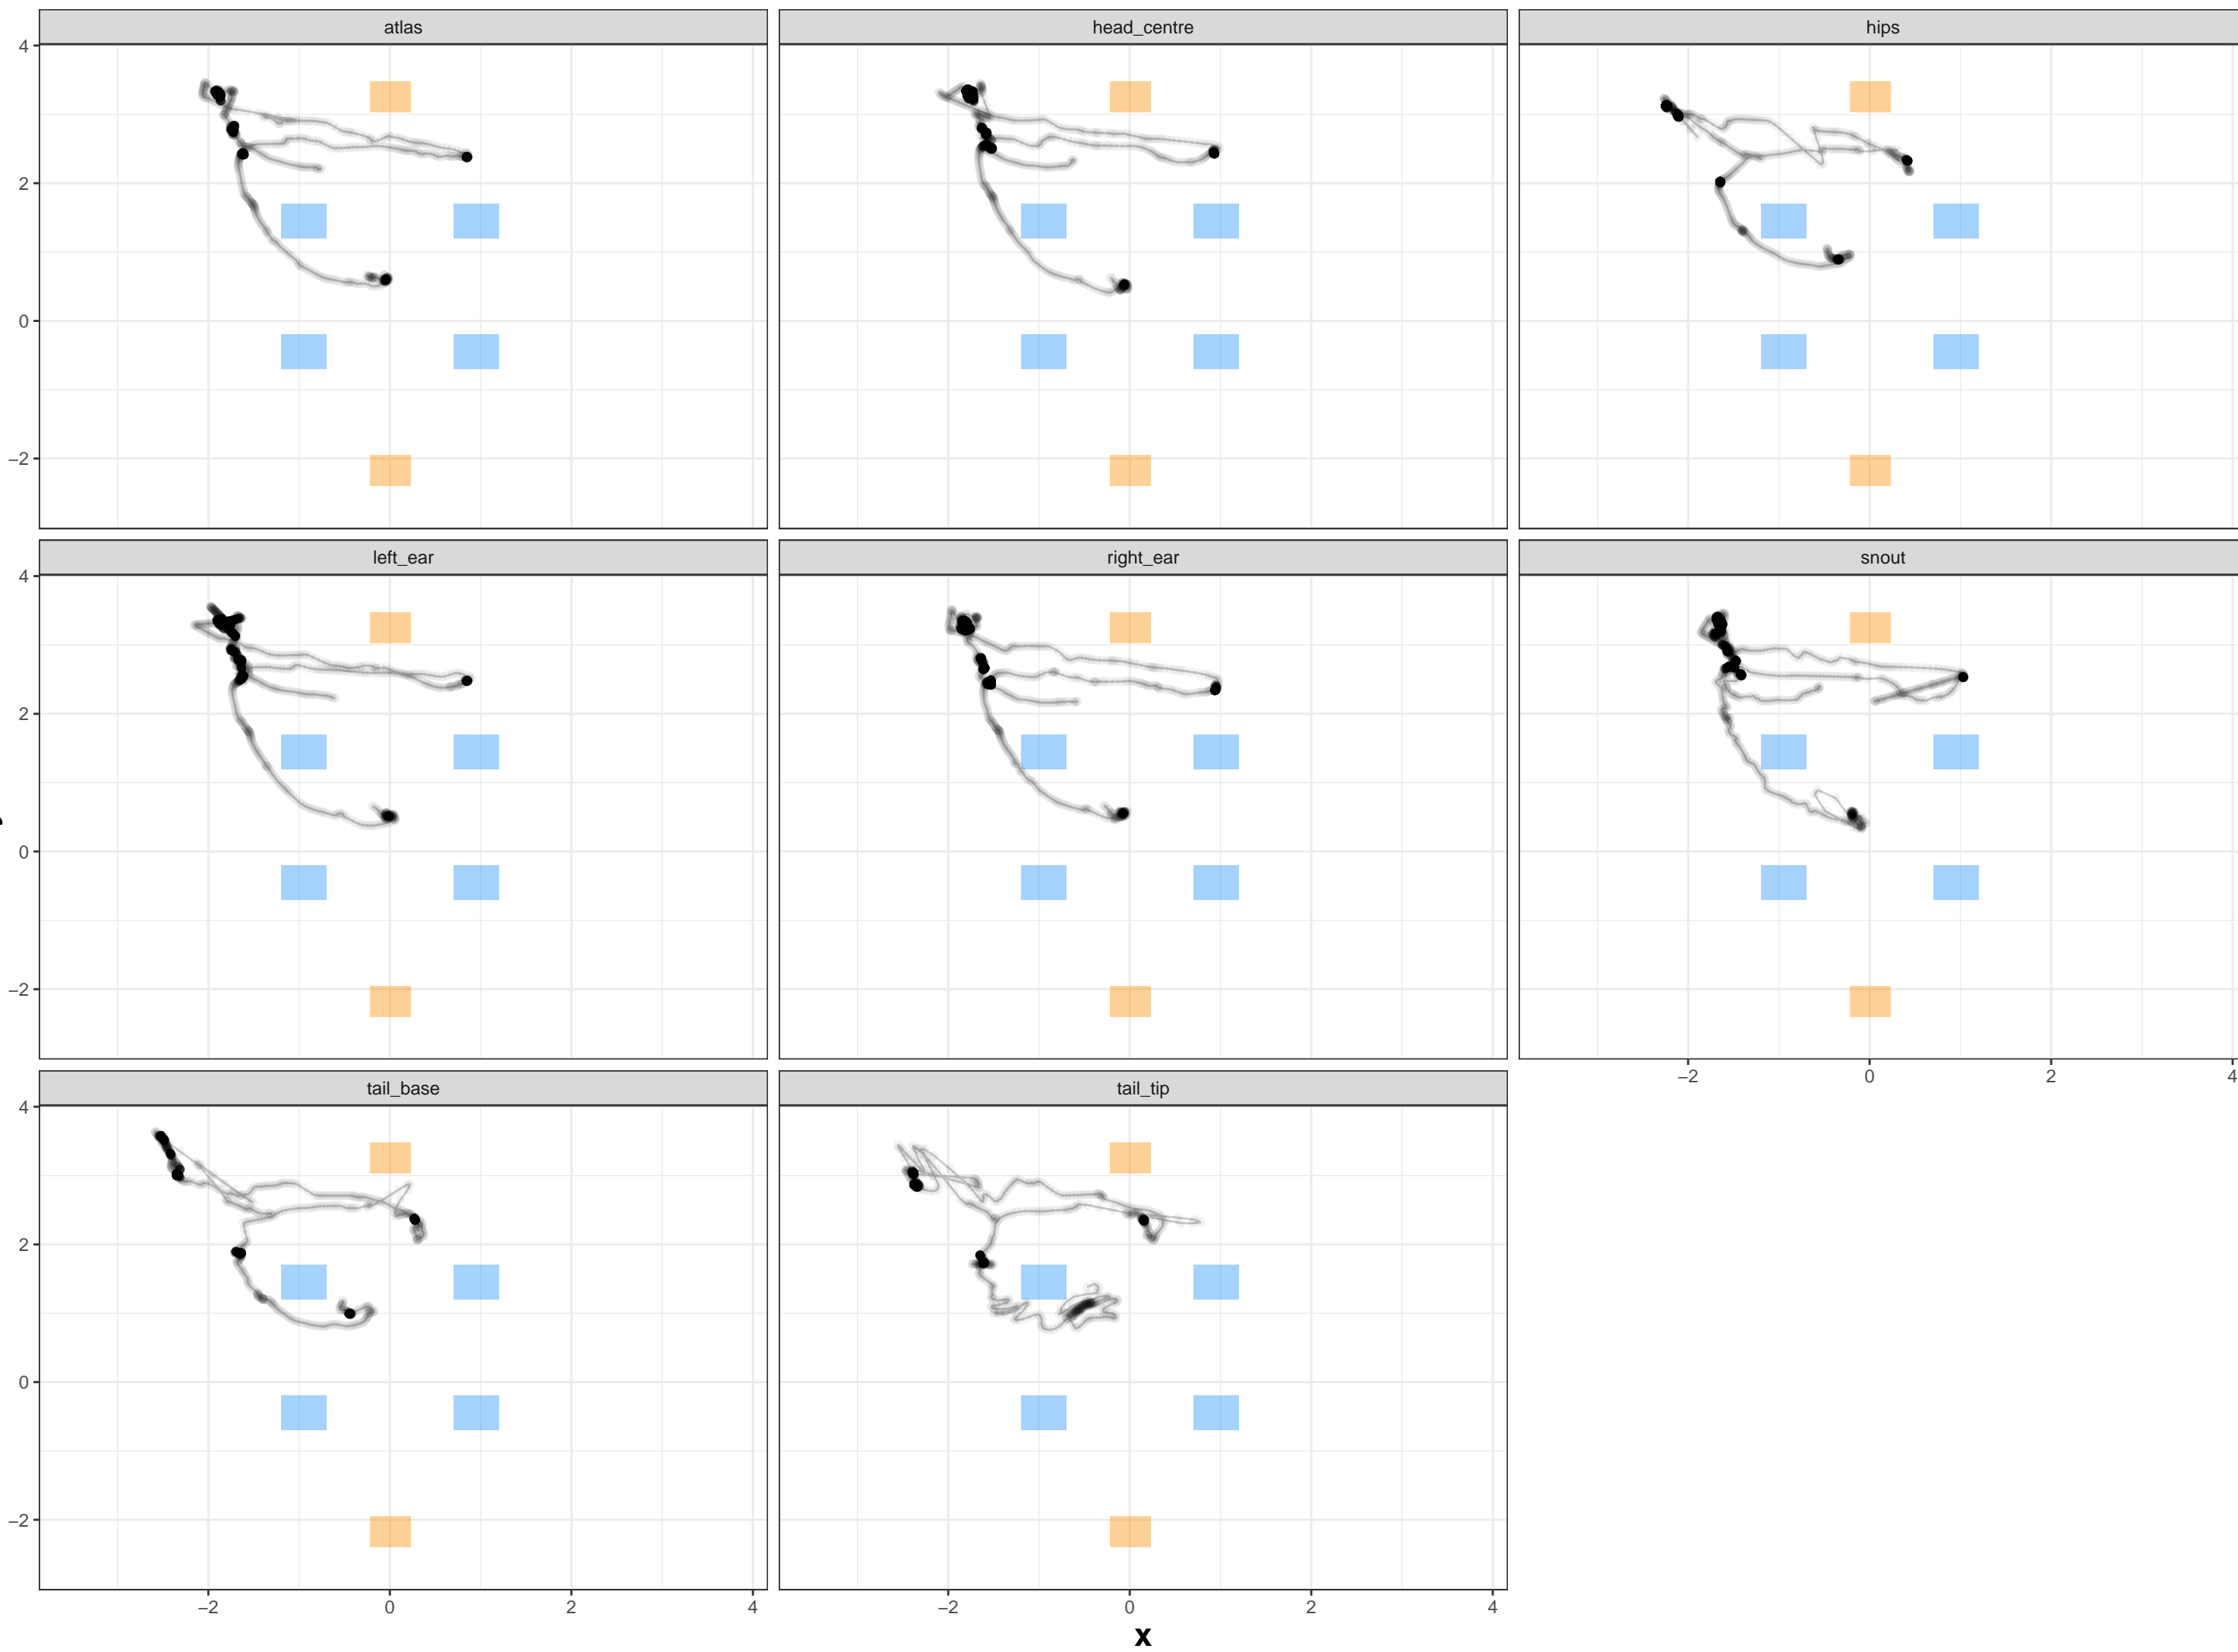 atlas head_centre hips
4
2
0
−2
left_ear right_ear snout
4
2
0
−2
−2 0 2 4
tail_base tail_tip
4
2
0
−2
−2 0 2 4 −2 0 2 4
x